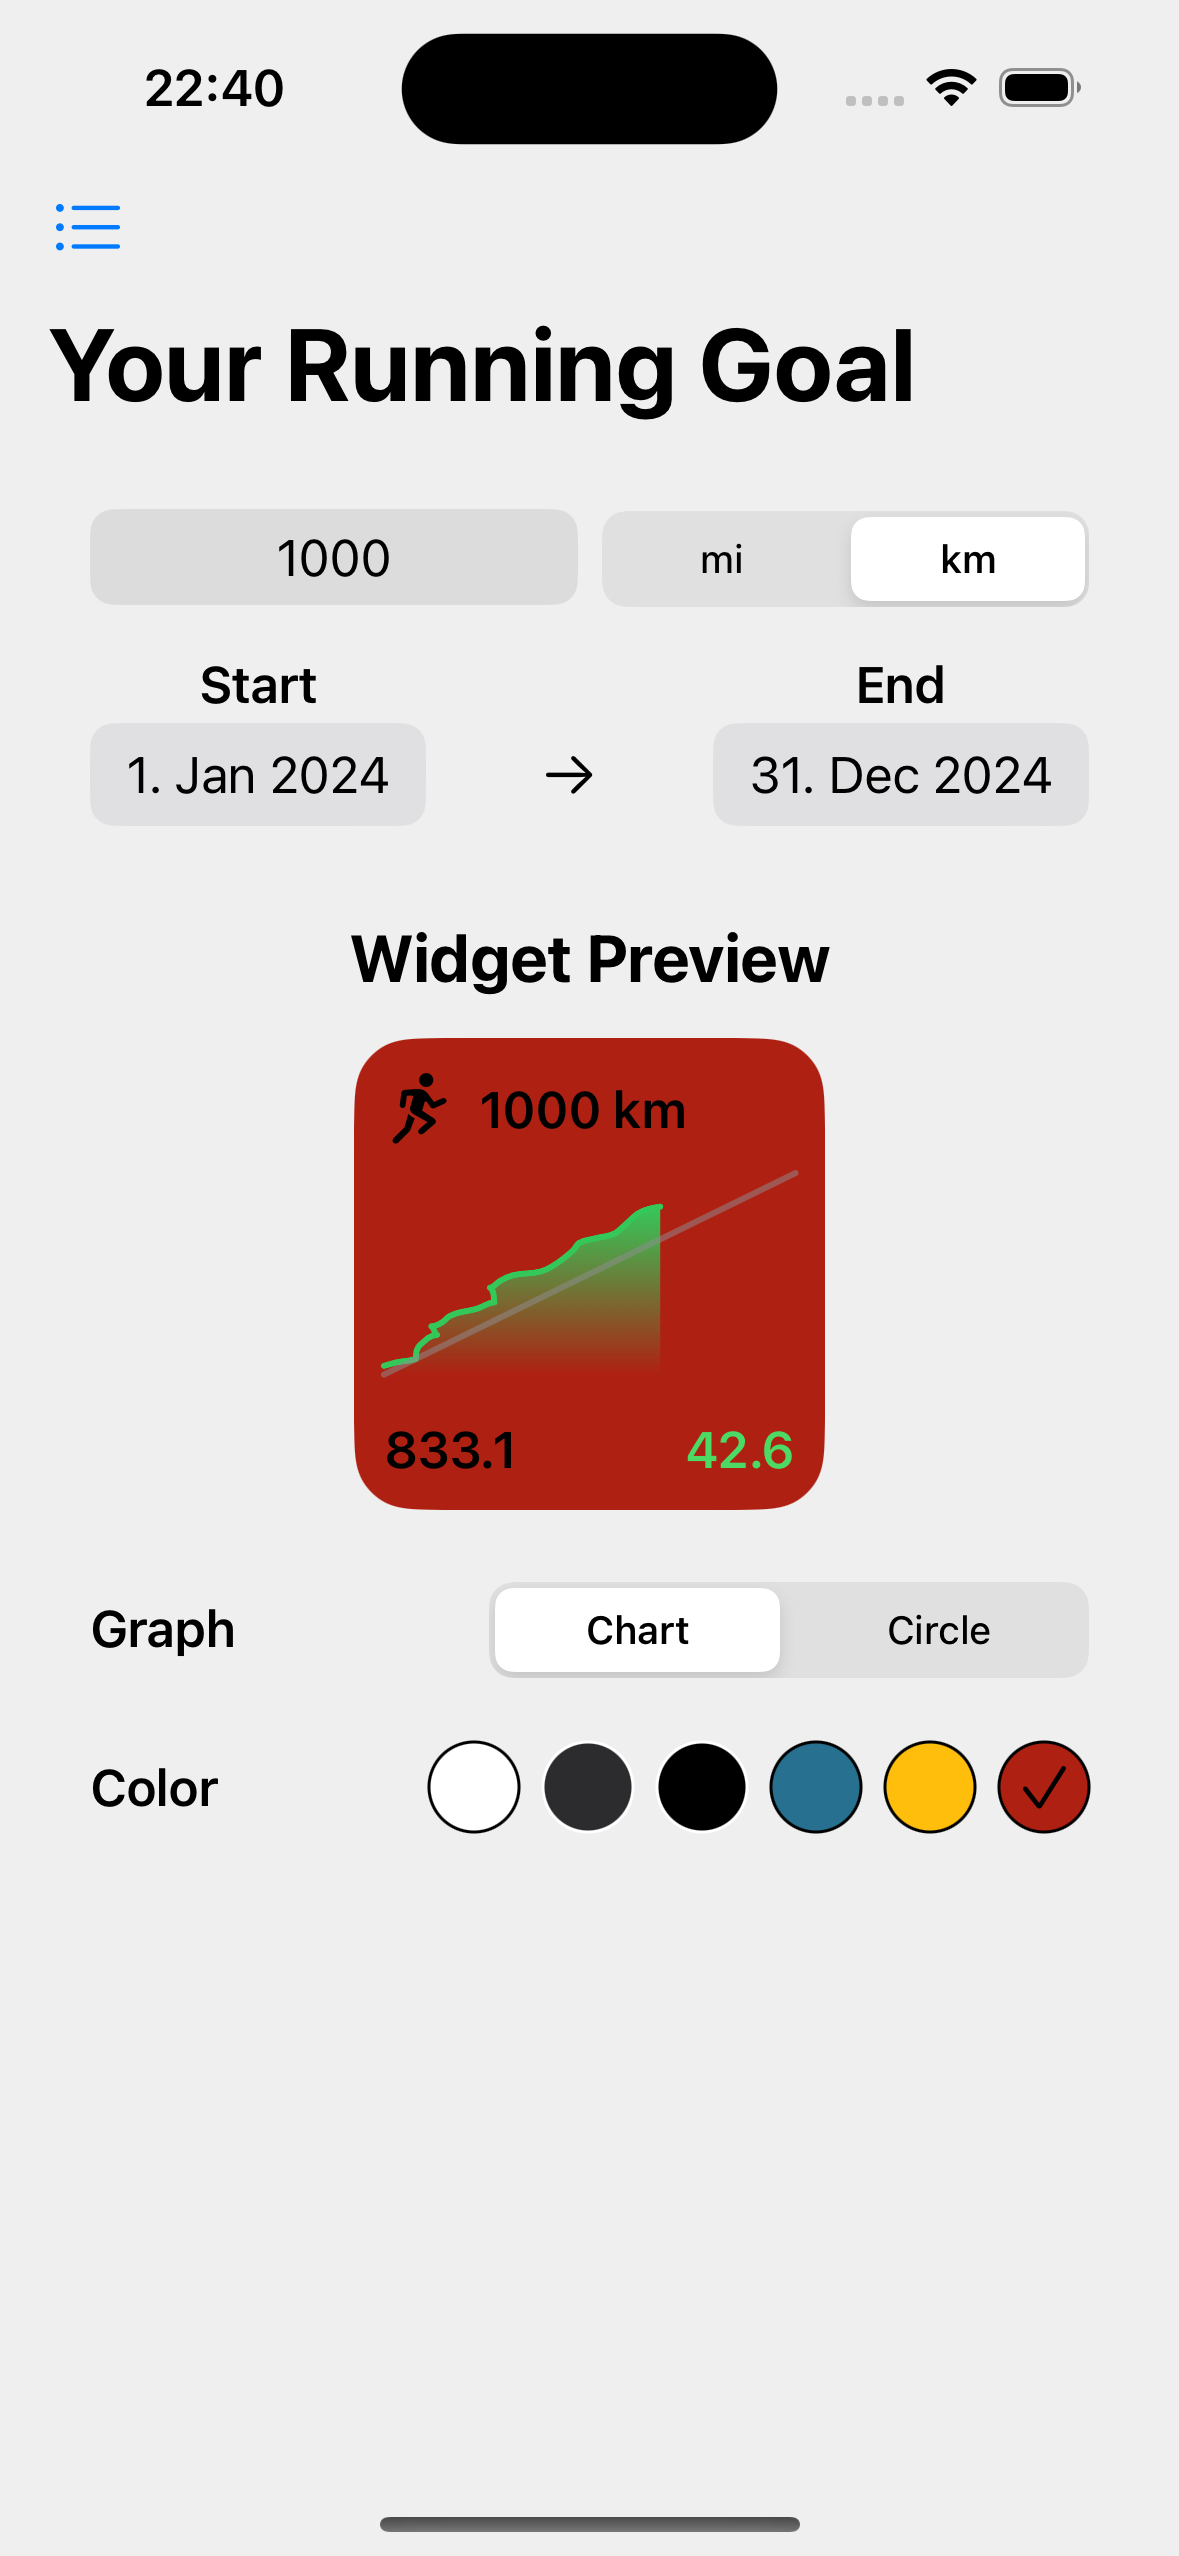 22:40
Your Running Goal
1000 mi km
Start End
1. Jan 2024 → 31. Dec 2024
Widget Preview
1000 km
833.1 42.6
Graph Chart Circle
Color